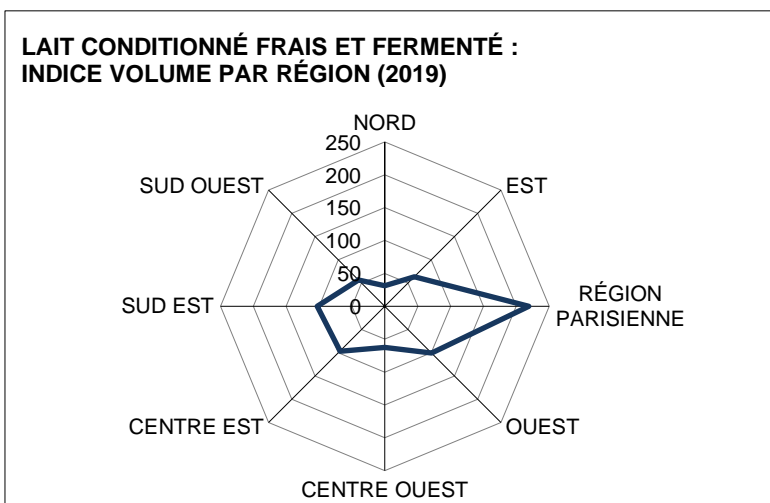 LAIT CONDITIONNÉ FRAIS ET FERMENTÉ :
INDICE VOLUME PAR RÉGION (2019)
NORD
250
200
150
100
50
0
EST
RÉGION
PARISIENNE
OUEST
CENTRE OUEST
CENTRE EST
SUD EST
SUD OUEST